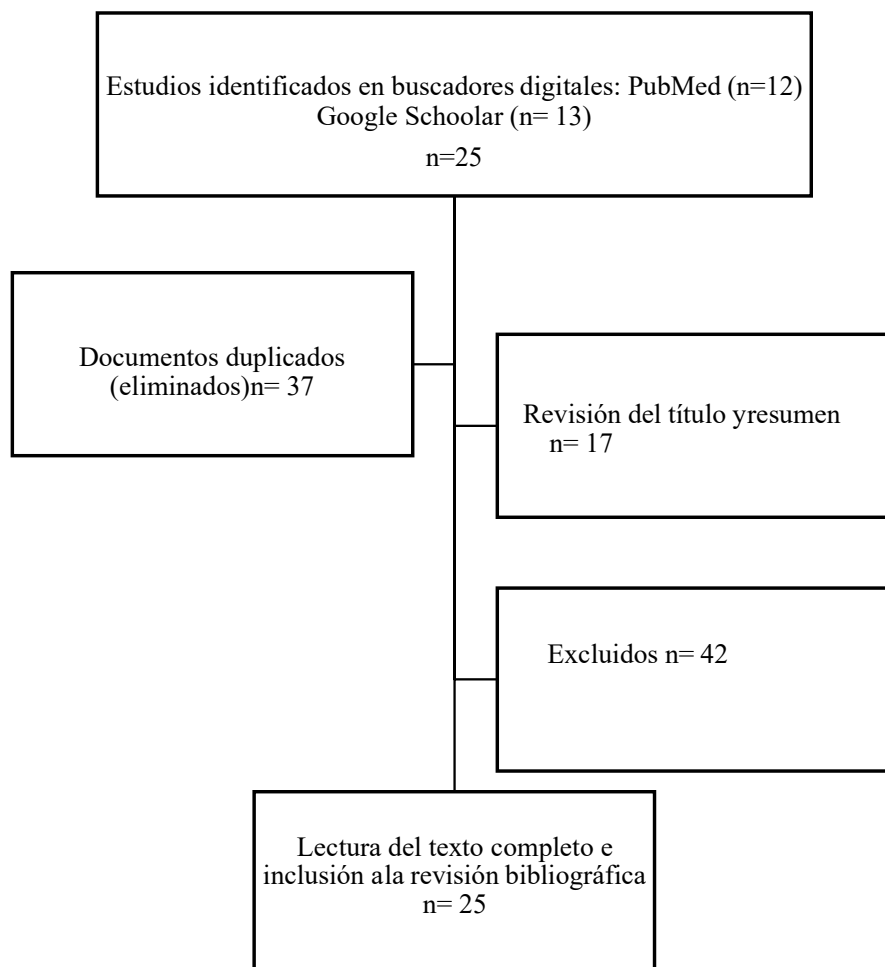 Estudios identificados en buscadores digitales: PubMed (n=12)
Google Schoolar (n= 13)
n=25
Documentos duplicados
(eliminados)n= 37
Revisión del título yresumen
n= 17
Excluidos n= 42
Lectura del texto completo e
inclusión ala revisión bibliográfica
n= 25